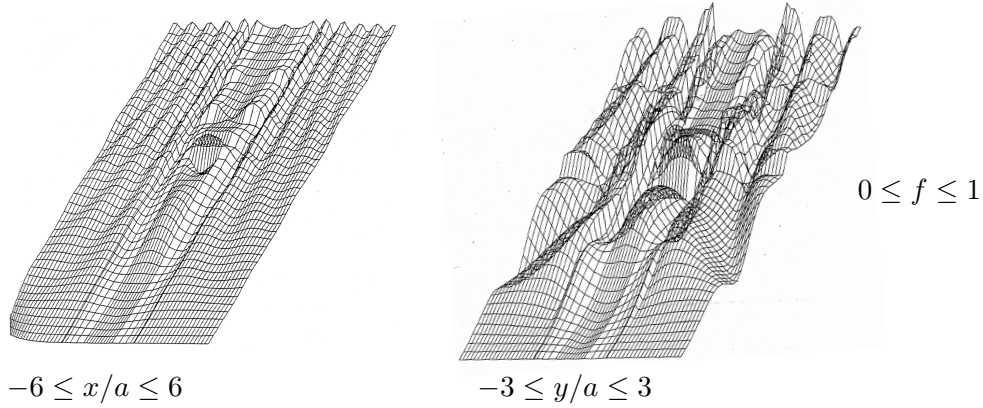 0 ≤ f ≤ 1
−6 ≤ x/a ≤ 6
−3 ≤ y/a ≤ 3